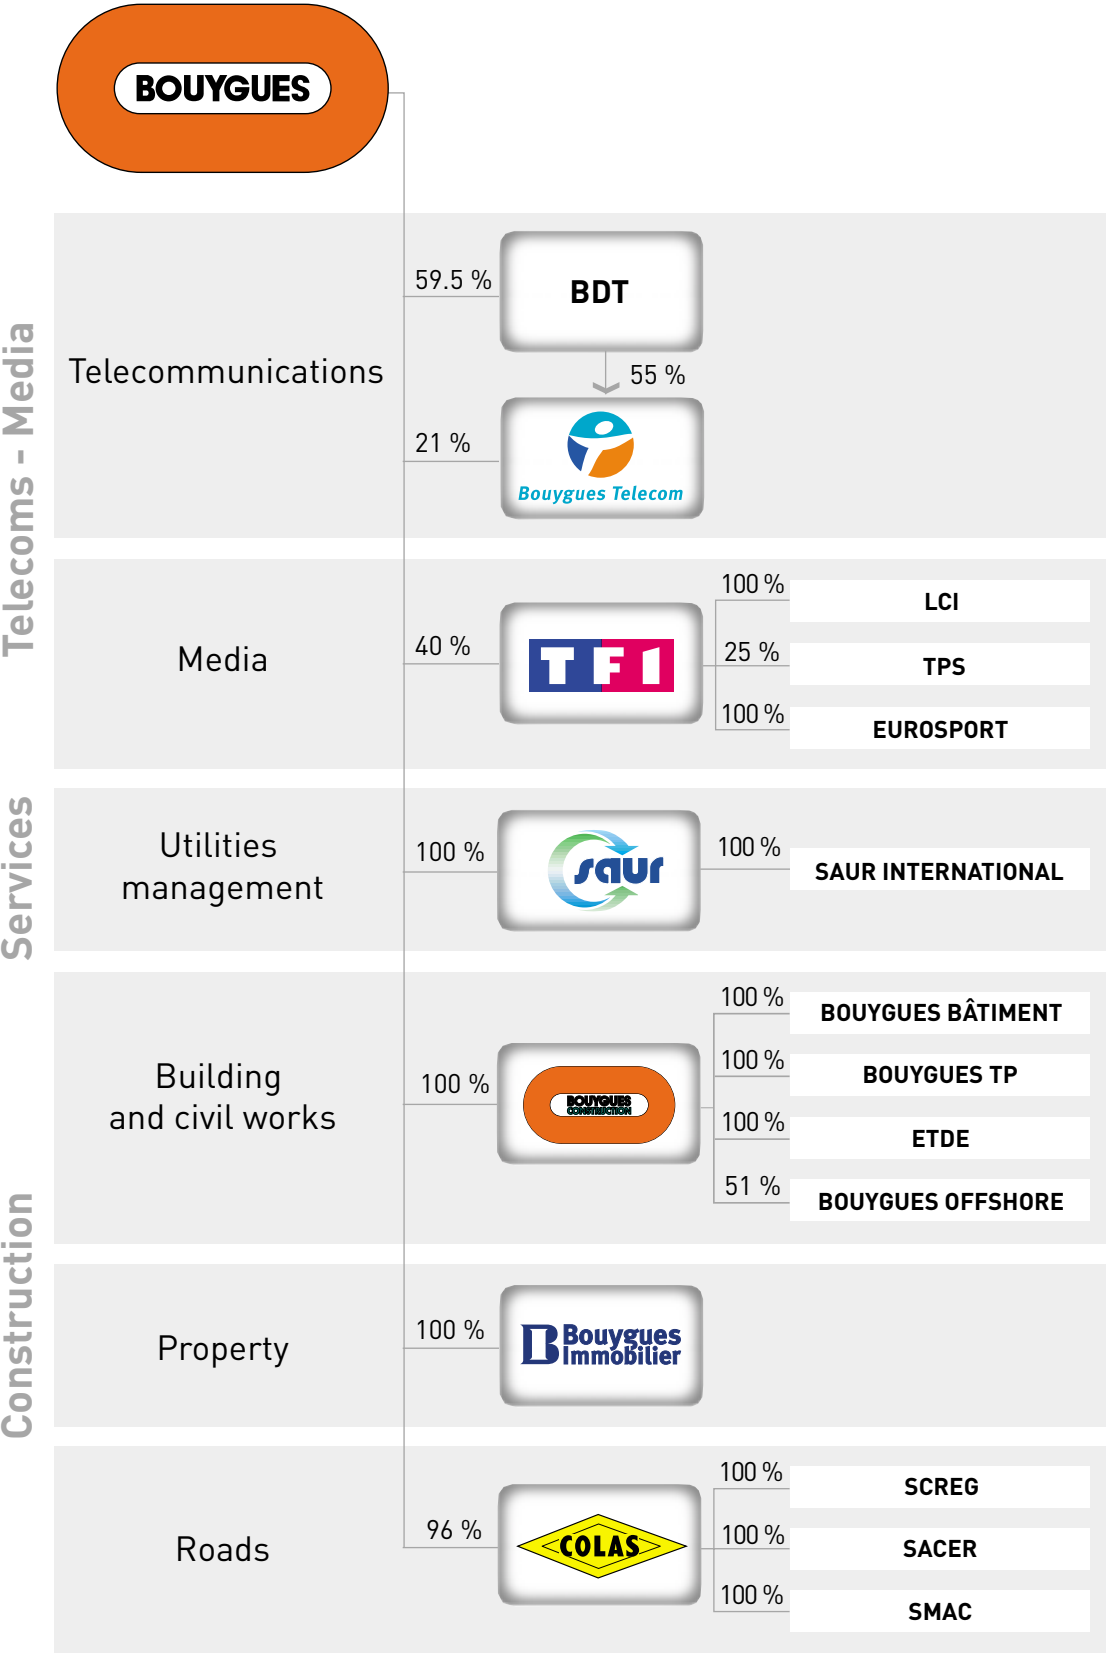 BOUYGUES
Telecoms - Media
Telecommunications
59.5 %
BDT
55 %
21 %
Bouygues Telecom
Media
40 %
TF1
100 %
LCI
25 %
TPS
100 %
EUROSPORT
Services
Utilities
management
100 %
saur
100 %
SAUR INTERNATIONAL
Construction
Building
and civil works
100 %
BOUYGUES
CONSTRUCTION
100 %
BOUYGUES BÂTIMENT
100 %
BOUYGUES TP
100 %
ETDE
51 %
BOUYGUES OFFSHORE
Property
100 %
Bouygues
Immobilier
Roads
96 %
COLAS
100 %
SCREG
100 %
SACER
100 %
SMAC